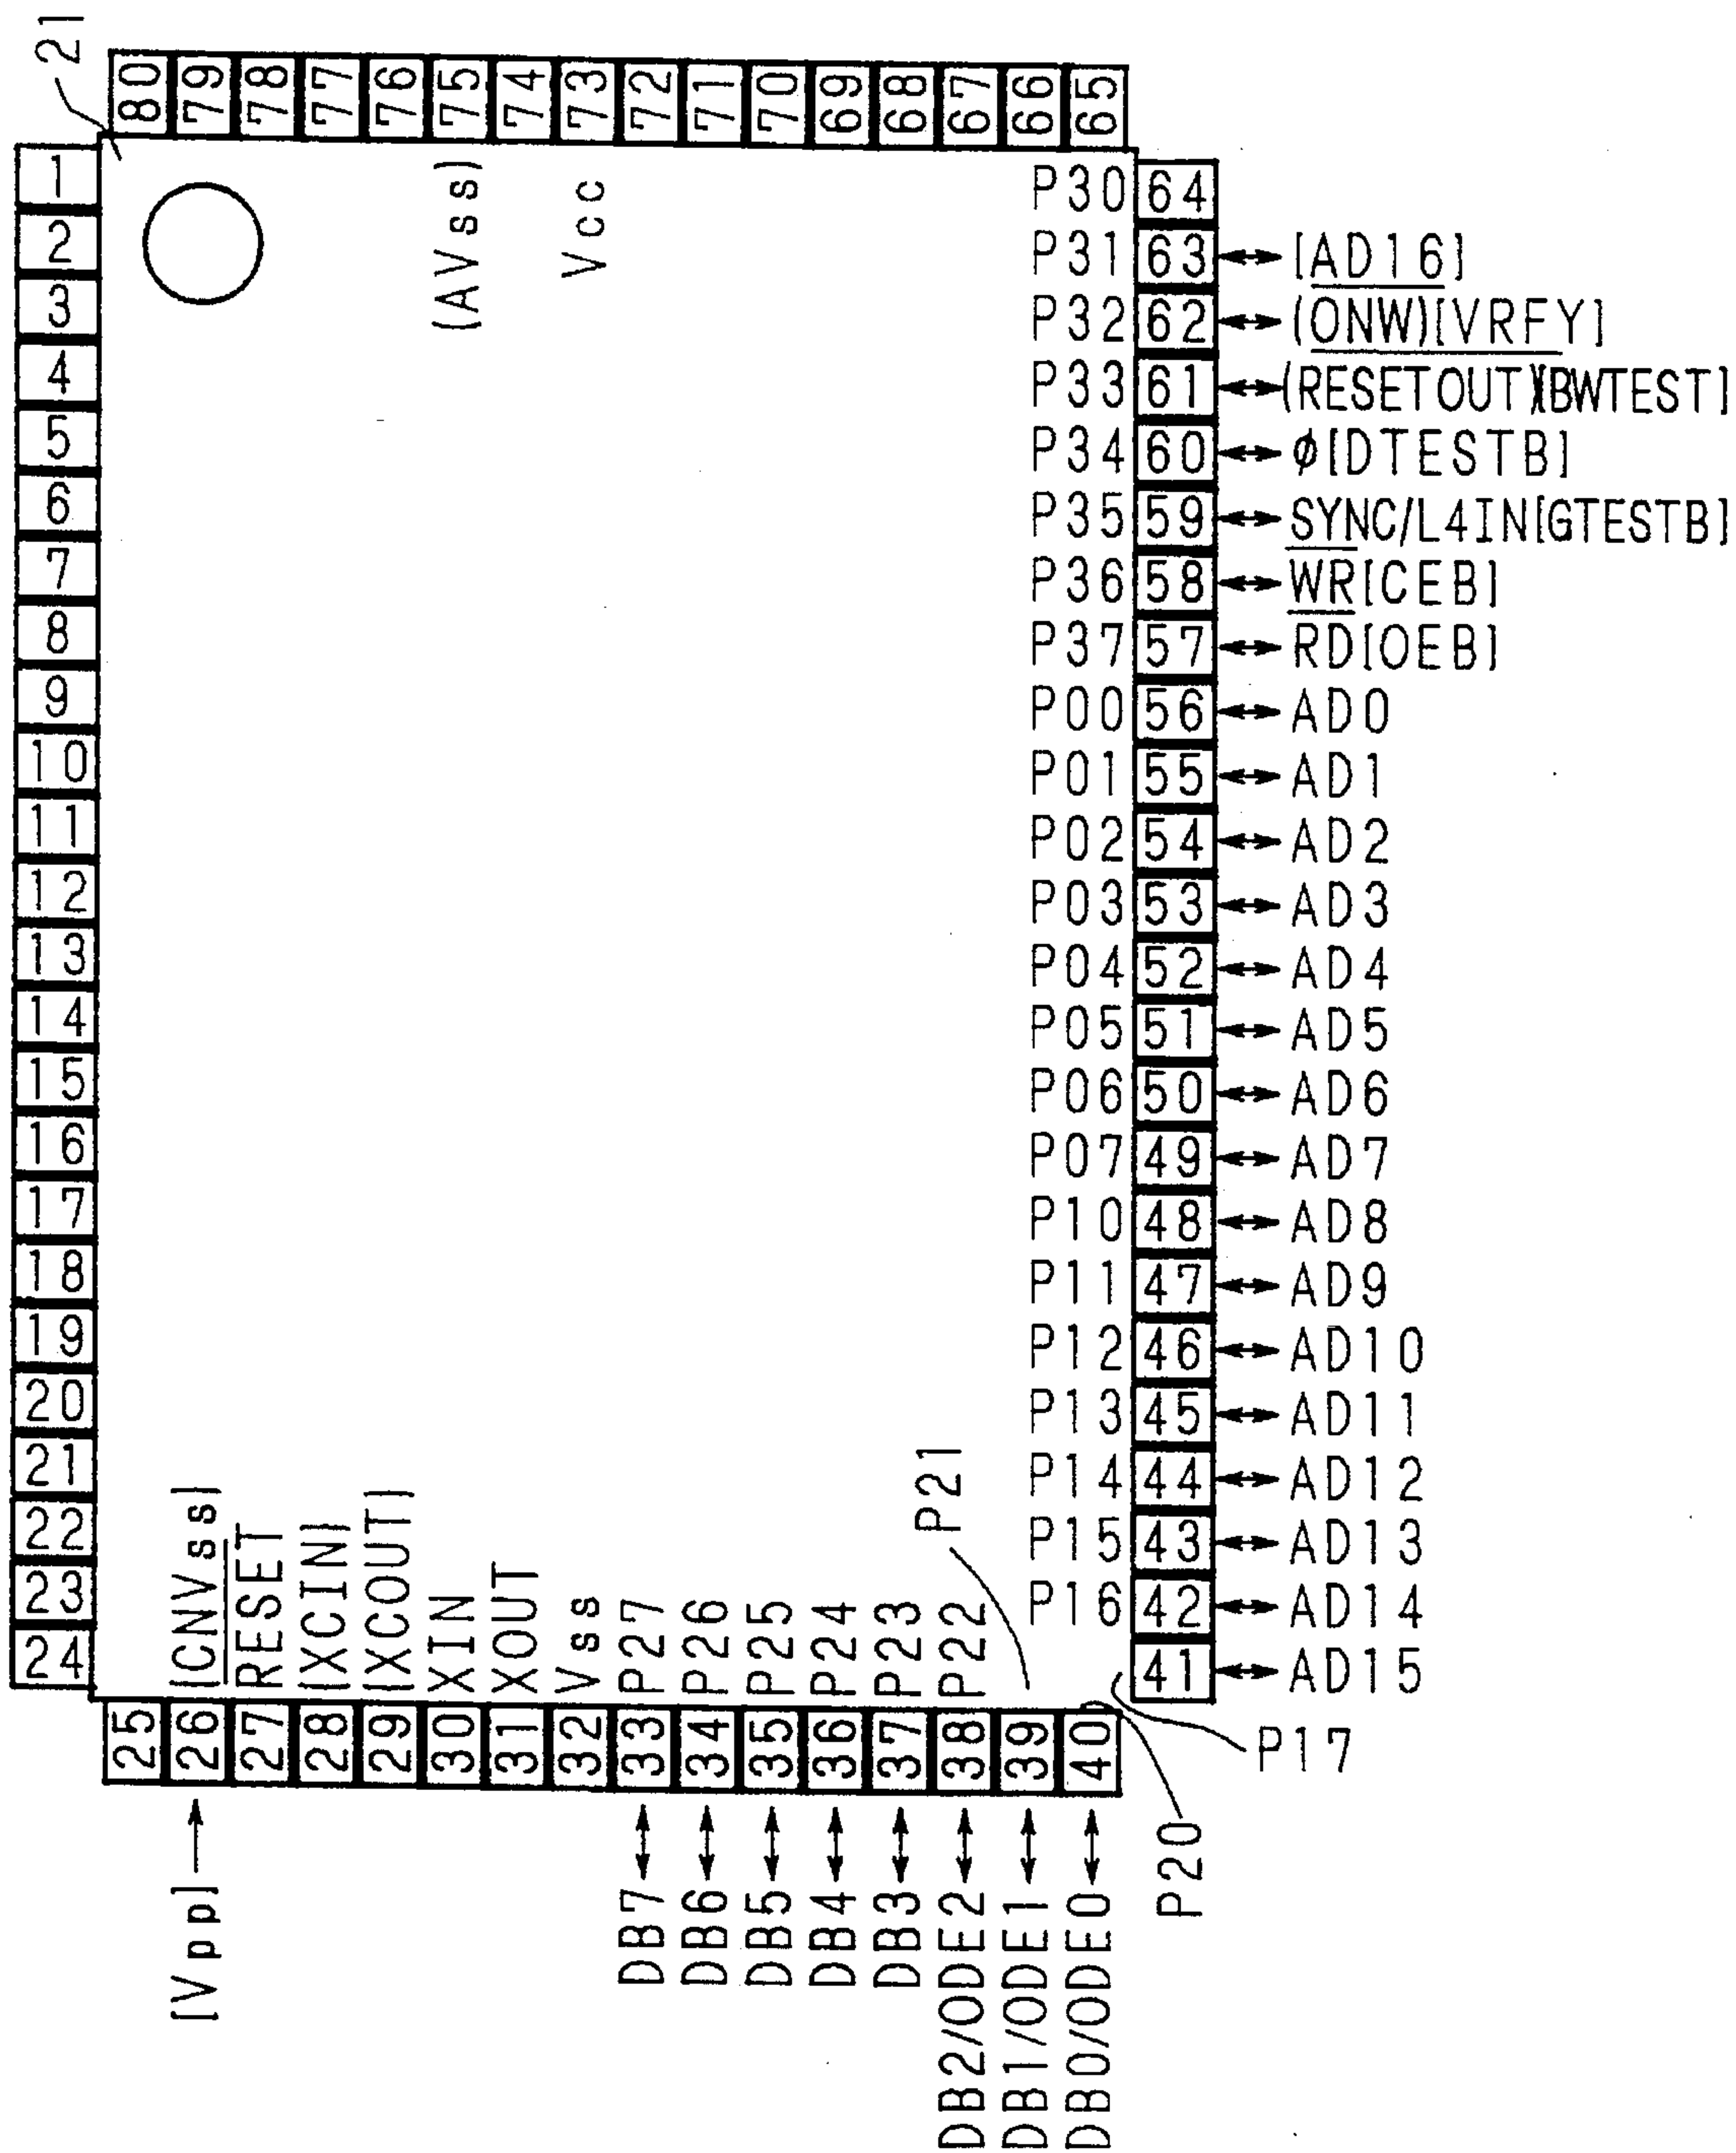 21
80 79 78 77 76 75 74 73 72 71 70 69 68 67 66 65
(AVss)
Vcc
1
2
3
4
5
6
7
8
9
10
11
12
13
14
15
16
17
18
19
20
21
22
23
24
P30 64
P31 63 [AD16]
P32 62 (ONW)[VRFY]
P33 61 (RESETOUT)[BWTEST]
P34 60 ϕ[DTESTB]
P35 59 SYNC/L4IN[GTESTB]
P36 58 WR[CEB]
P37 57 RD[OEB]
P00 56 AD0
P01 55 AD1
P02 54 AD2
P03 53 AD3
P04 52 AD4
P05 51 AD5
P06 50 AD6
P07 49 AD7
P10 48 AD8
P11 47 AD9
P12 46 AD10
P13 45 AD11
P14 44 AD12
P15 43 AD13
P16 42 AD14
41 AD15
P17
P21
P20
25
(CNVss) 26 [Vpp]
RESET 27
(XCIN) 28
(XCOUT) 29
XIN 30
XOUT 31
Vss 32
P27 33 DB7
P26 34 DB6
P25 35 DB5
P24 36 DB4
P23 37 DB3
P22 38 DB2/ODE2
39 DB1/ODE1
40 DB0/ODE0